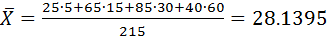 X̄ = (25·5+65·15+85·30+40·60)/215 = 28.1395